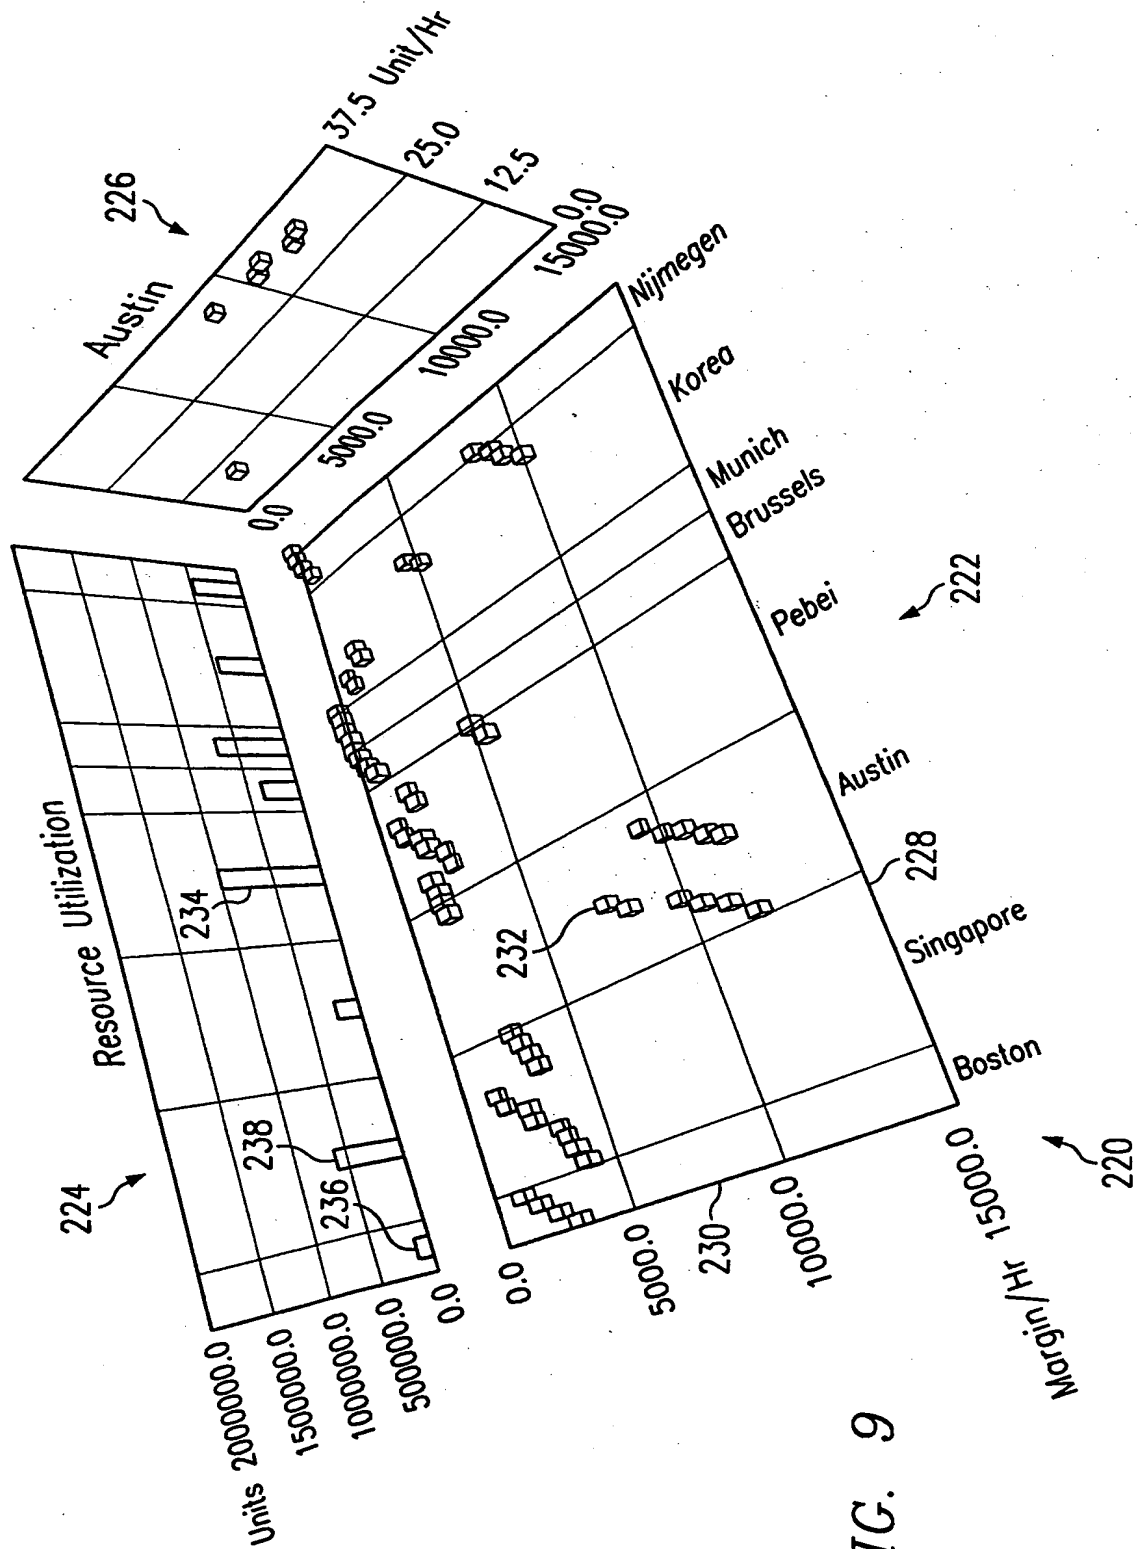 Resource Utilization
224
Units 2000000.0
1500000.0
1000000.0
500000.0
0.0
234
238
236
Austin
226
37.5 Unit/Hr
25.0
12.5
0.0
15000.0
10000.0
5000.0
0.0
Nijmegen
Korea
Munich
Brussels
Pebei
Austin
Singapore
Boston
222
228
232
0.0
5000.0
230
10000.0
Margin/Hr 15000.0
220
IG. 9